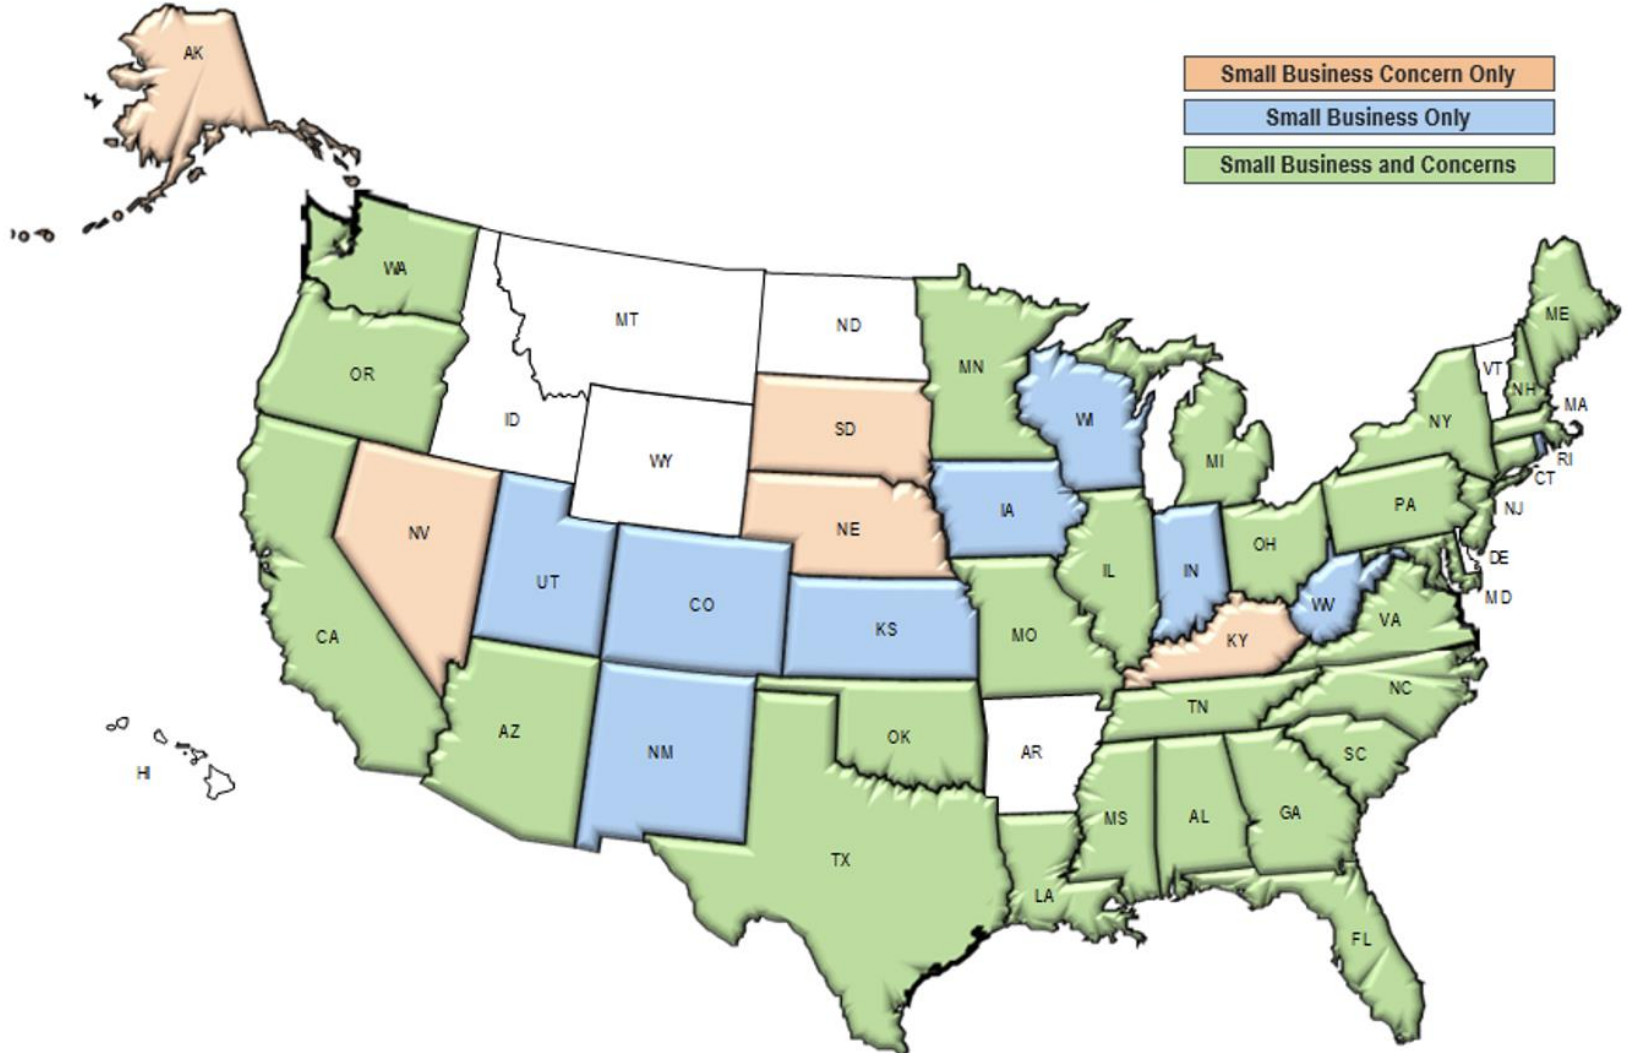 AK
Small Business Concern Only
Small Business Only
Small Business and Concerns
WA
MT
ND
MN
ME
VT
NH
MA
OR
ID
SD
WI
NY
MI
RI
CT
WY
NV
NE
IA
PA
NJ
OH
DE
UT
CO
IL
IN
MD
WV
VA
CA
KS
MO
KY
NC
TN
AZ
NM
OK
AR
SC
HI
MS
AL
GA
TX
LA
FL